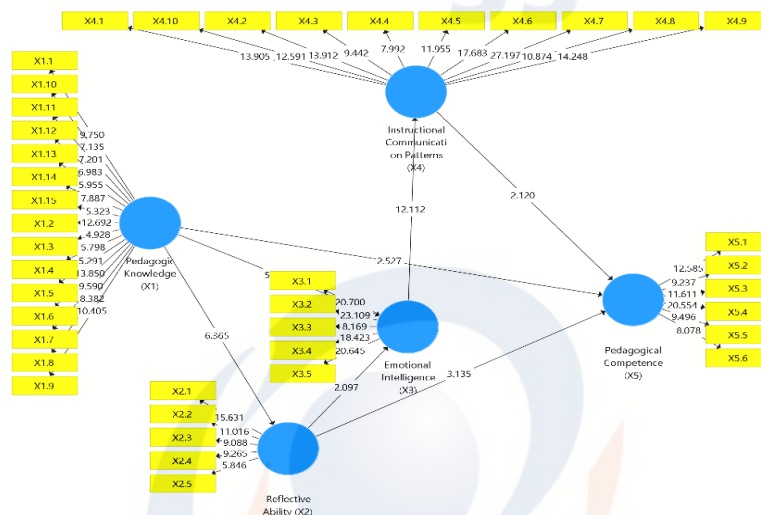 X4.1 X4.10 X4.2 X4.3 X4.4 X4.5 X4.6 X4.7 X4.8 X4.9
13.905 12.591 13.912 9.442 7.992 11.955 17.683 27.197 10.874 14.248
Instructional
Communicati
on Patterns
(X4)
X1.1
X1.10
X1.11
X1.12
X1.13
X1.14
X1.15
X1.2
X1.3
X1.4
X1.5
X1.6
X1.7
X1.8
X1.9
9.750
7.135
7.201
6.983
5.955
7.887
5.323
12.692
4.928
5.798
5.291
13.850
9.590
8.382
10.405
Pedagogic
Knowledge
(X1)
12.112
2.120
2.527
5
6.365
X3.1
X3.2
X3.3
X3.4
X3.5
20.700
23.109
8.169
18.423
20.645
Emotional
Intelligence
(X3)
2.097
3.135
X5.1
X5.2
X5.3
X5.4
X5.5
X5.6
12.585
9.237
11.611
20.554
9.496
8.078
Pedagogical
Competence
(X5)
X2.1
X2.2
X2.3
X2.4
X2.5
15.631
11.016
9.088
9.265
5.846
Reflective
Ability (X2)